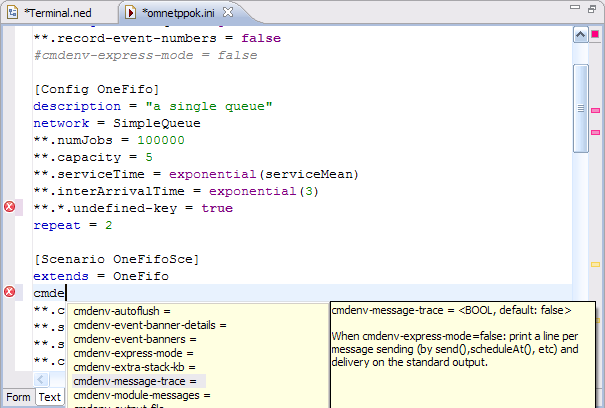 *Terminal.ned
*omnetppok.ini
**.record-event-numbers = false
#cmdenv-express-mode = false
[Config OneFifo]
description = "a single queue"
network = SimpleQueue
**.numJobs = 100000
**.capacity = 5
**.serviceTime = exponential(serviceMean)
**.interArrivalTime = exponential(3)
**.*.undefined-key = true
repeat = 2
[Scenario OneFifoSce]
extends = OneFifo
cmde
**.c
**.s
**.s
**.c
cmdenv-autoflush =
cmdenv-event-banner-details =
cmdenv-event-banners =
cmdenv-express-mode =
cmdenv-extra-stack-kb =
cmdenv-message-trace =
cmdenv-module-messages =
cmdenv-message-trace = <BOOL, default: false>
When cmdenv-express-mode=false: print a line per
message sending (by send(),scheduleAt(), etc) and
delivery on the standard output.
Form
Text